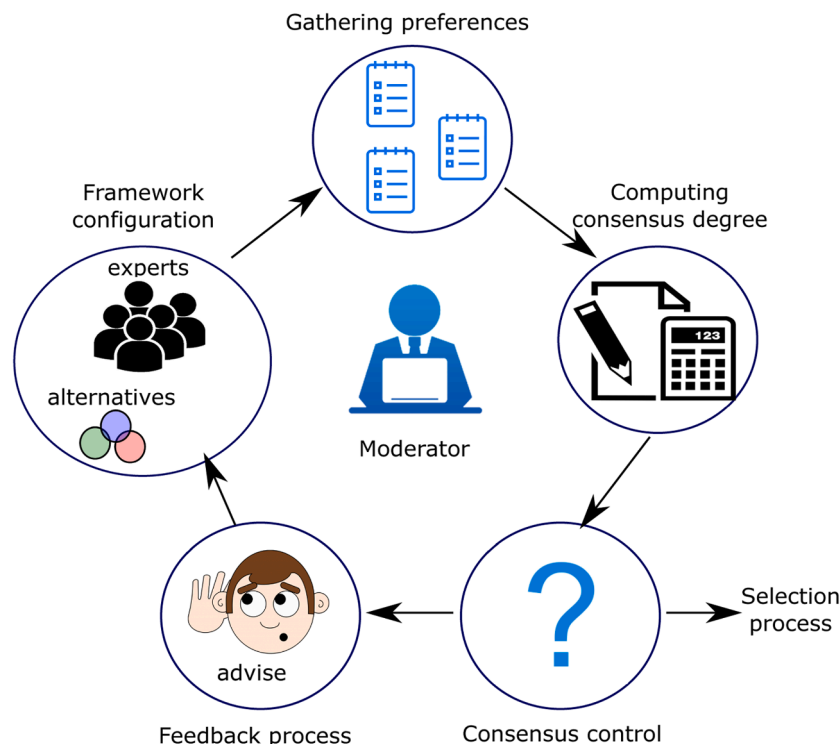 Gathering preferences
Framework
configuration
experts
alternatives
Computing
consensus degree
123
Moderator
Selection
process
advise
Feedback process
Consensus control
?